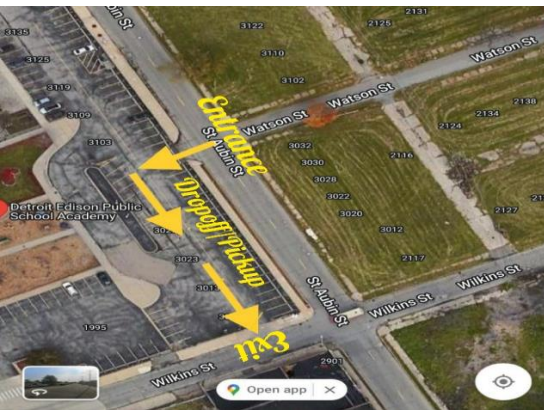 3135
St Aubin St
3122
2131
2125
3125
3110
Watson St
3119
3102
Watson St
2138
3109
Entrance
Watson St
2134
2124
3103
St Aubin St
3032
3030
2116
3028
Detroit Edison Public
School Academy
Dropoff/Pickup
3022
3020
2127
3012
3023
2117
St Aubin St
Wilkins St
1995
Exit
Wilkins St
2901
Open app